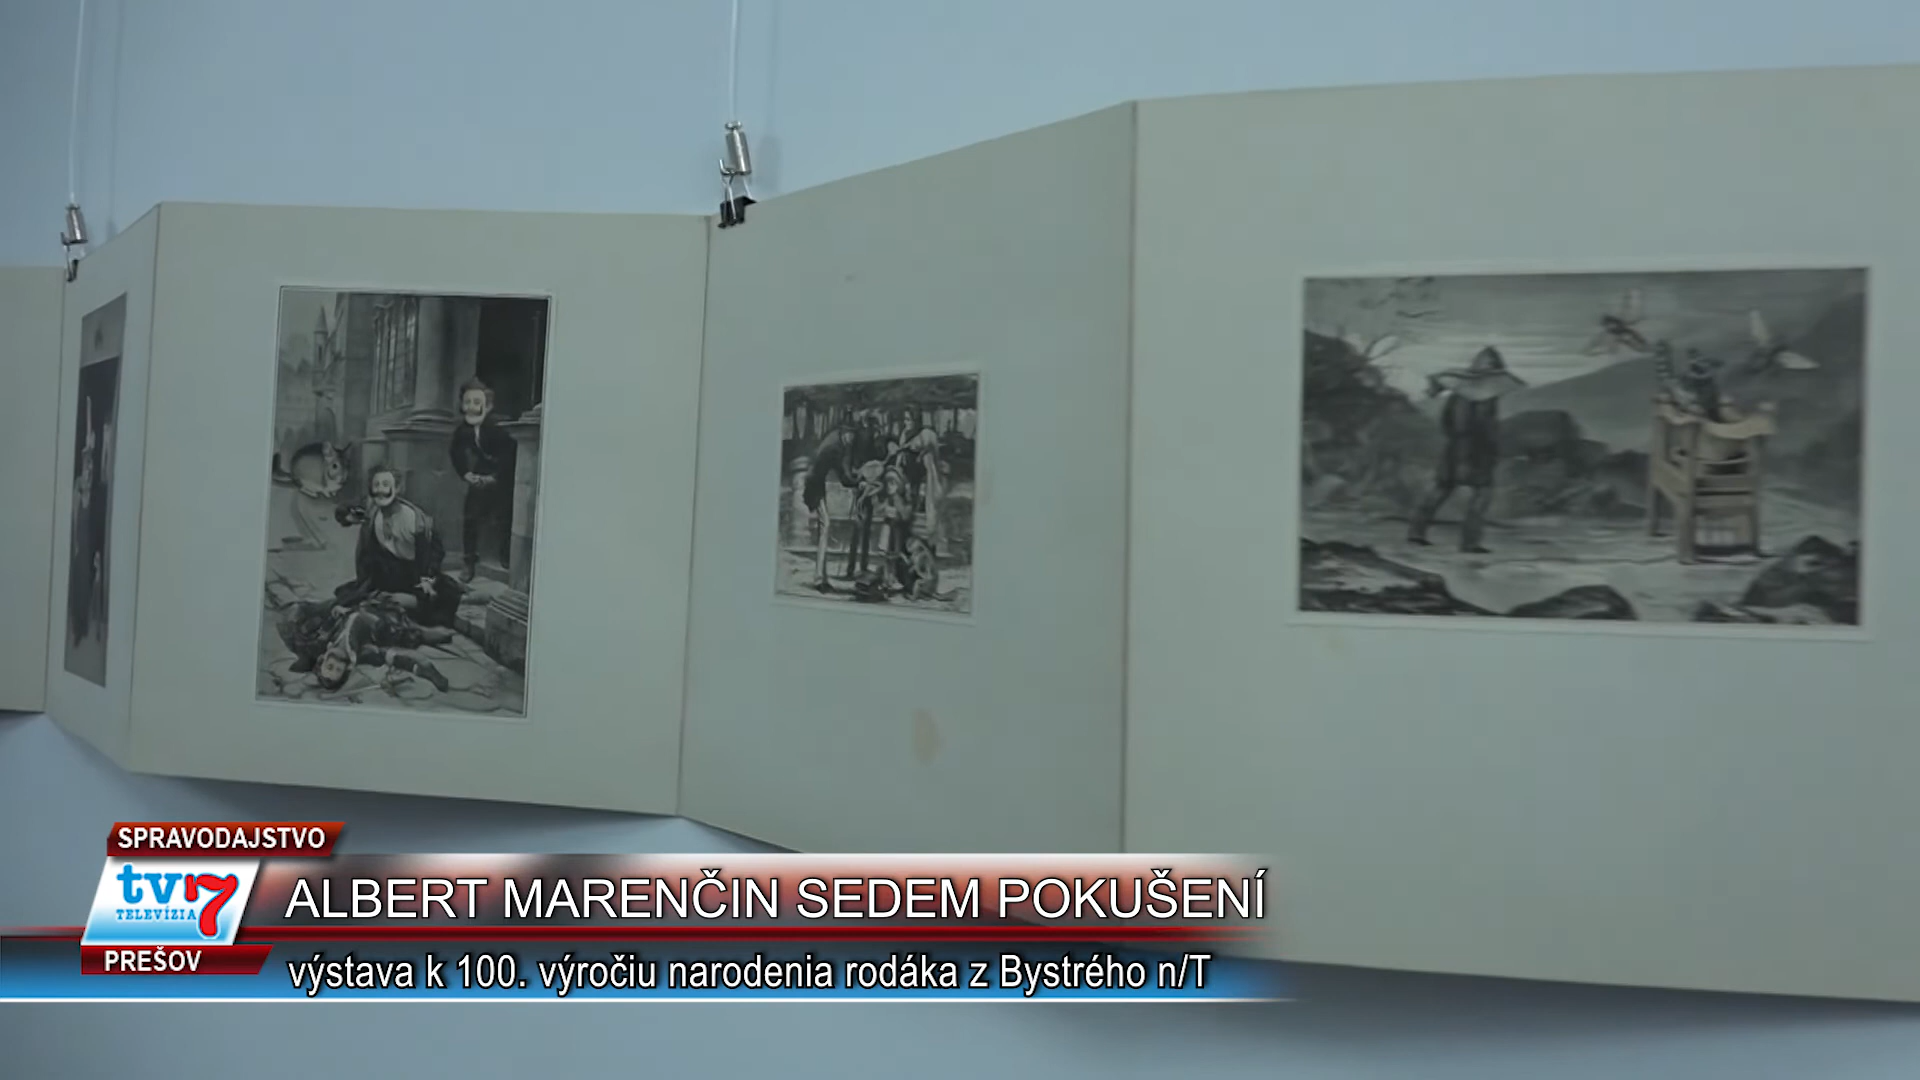 SPRAVODAJSTVO
tv7
TELEVÍZIA
PREŠOV
ALBERT MARENČIN SEDEM POKUŠENÍ
výstava k 100. výročiu narodenia rodáka z Bystrého n/T